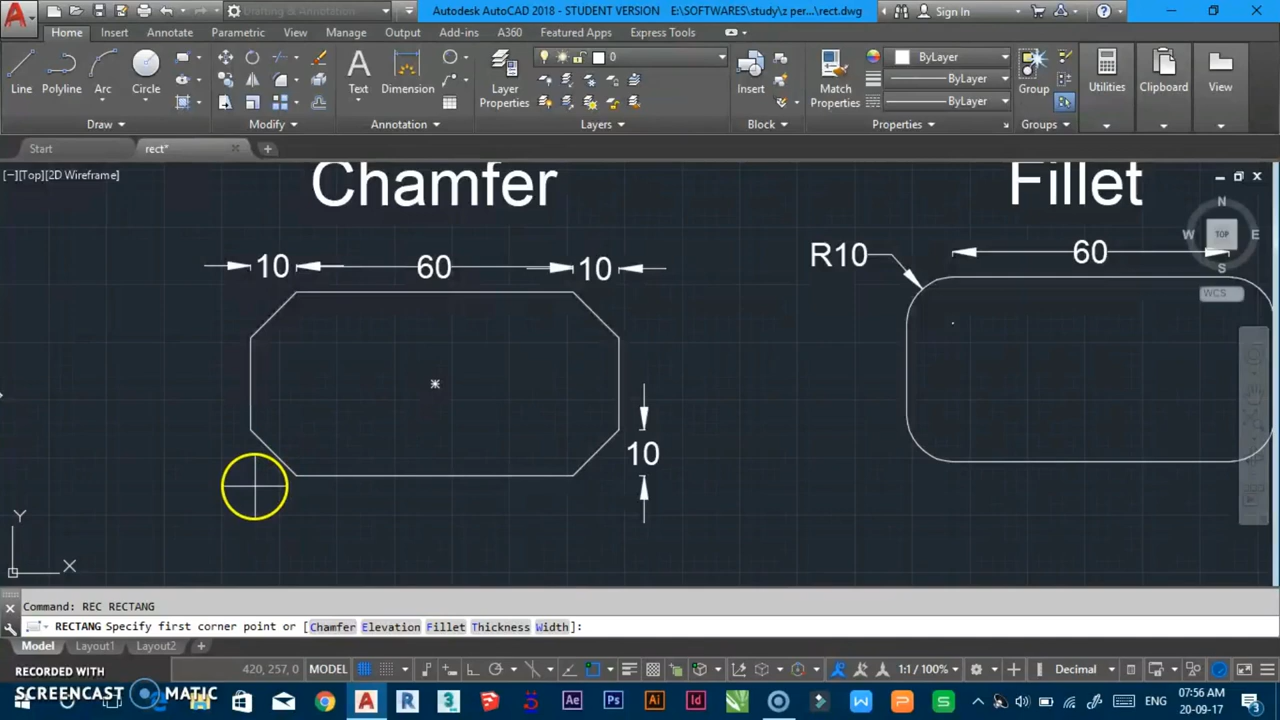 Drafting & Annotation
Autodesk AutoCAD 2018 - STUDENT VERSION E:\SOFTWARES\study\z per...\rect.dwg
Sign In
Home Insert Annotate Parametric View Manage Output Add-ins A360 Featured Apps Express Tools
Line Polyline Arc Circle
Text Dimension
Layer Properties
0
Insert
Match Properties
ByLayer
ByLayer
ByLayer
Group
Utilities
Clipboard
View
Draw Modify Annotation Layers Block Properties Groups
Start rect*
[−][Top][2D Wireframe]
Chamfer
Fillet
N
W TOP E
S
WCS
10 60 10
R10 60
10
Y
X
Command: REC RECTANG
RECTANG Specify first corner point or [Chamfer Elevation Fillet Thickness Width]:
Model Layout1 Layout2 +
RECORDED WITH
SCREENCAST MATIC
420, 257, 0 MODEL
1:1 / 100%
Decimal
ENG
07:56 AM
20-09-17
3